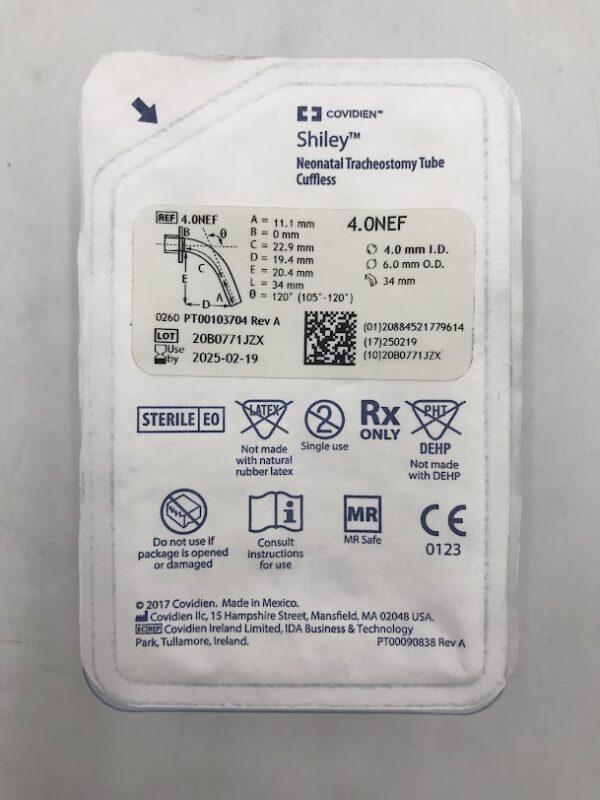 COVIDIEN™
Shiley™
Neonatal Tracheostomy Tube
Cuffless
REF 4.0NEF
B
θ
C
E
D
A
A = 11.1 mm
B = 0 mm
C = 22.9 mm
D = 19.4 mm
E = 20.4 mm
L = 34 mm
θ = 120° (105°-120°)
4.0NEF
4.0 mm I.D.
6.0 mm O.D.
34 mm
0260 PT00103704 Rev A
LOT 20B0771JZX
Use
by 2025-02-19
(01)20884521779614
(17)250219
(10)20B0771JZX
STERILE EO
LATEX
Not made
with natural
rubber latex
2
Single use
Rx
ONLY
PHT
DEHP
Not made
with DEHP
Do not use if
package is opened
or damaged
i
Consult
instructions
for use
MR
MR Safe
CE
0123
© 2017 Covidien. Made in Mexico.
Covidien llc, 15 Hampshire Street, Mansfield, MA 02048 USA.
EC REP Covidien Ireland Limited, IDA Business & Technology
Park, Tullamore, Ireland. PT00090838 Rev A